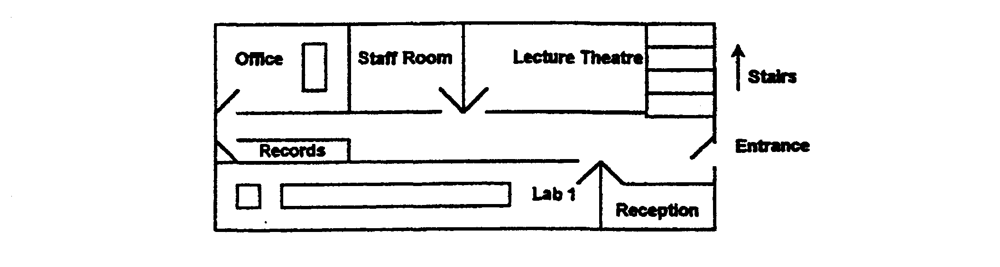 Office
Staff Room
Lecture Theatre
Stairs
Entrance
Records
Lab 1
Reception